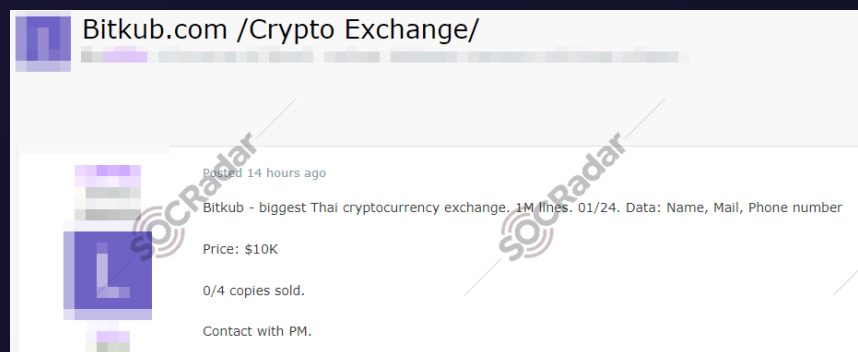 Bitkub.com /Crypto Exchange/
Posted 14 hours ago
SOCRadar
SOCRadar
Bitkub - biggest Thai cryptocurrency exchange. 1M lines. 01/24. Data: Name, Mail, Phone number
L
Price: $10K
0/4 copies sold.
Contact with PM.